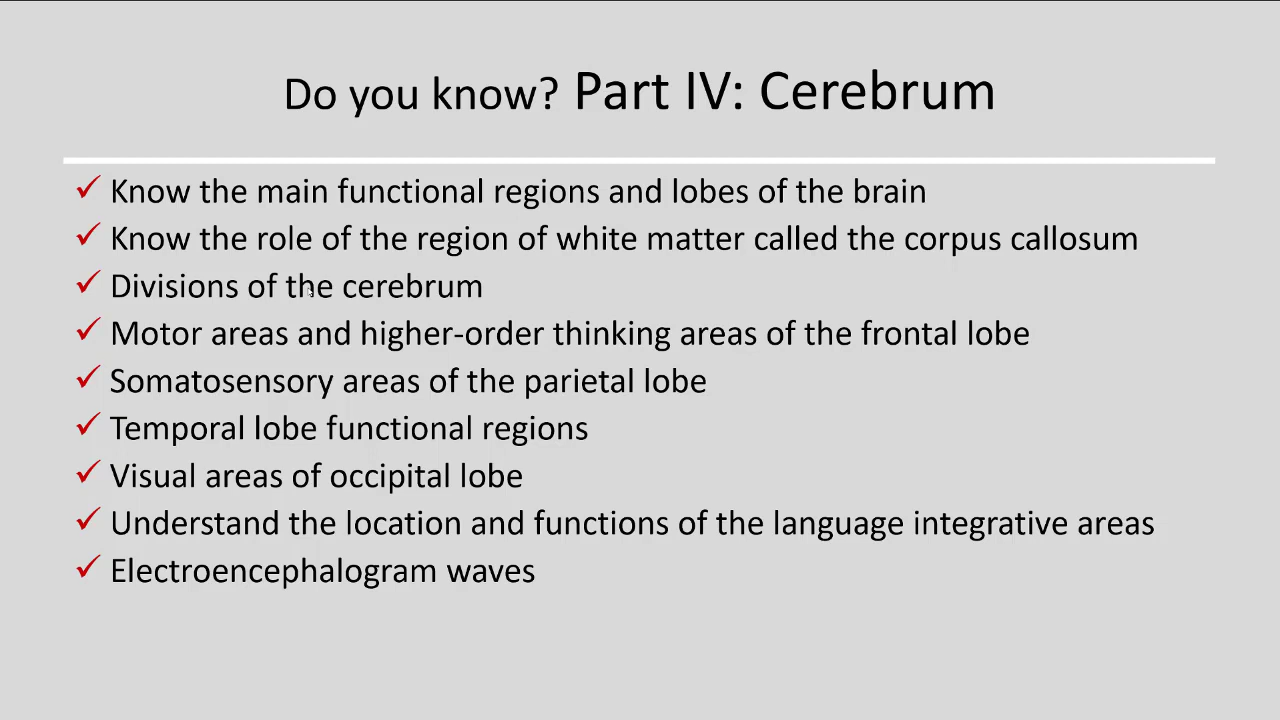 Do you know? Part IV: Cerebrum
Know the main functional regions and lobes of the brain
Know the role of the region of white matter called the corpus callosum
Divisions of the cerebrum
Motor areas and higher-order thinking areas of the frontal lobe
Somatosensory areas of the parietal lobe
Temporal lobe functional regions
Visual areas of occipital lobe
Understand the location and functions of the language integrative areas
Electroencephalogram waves